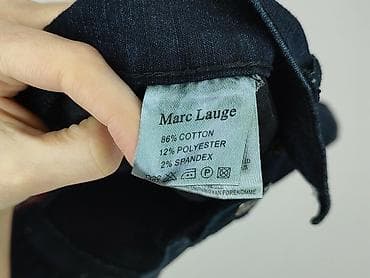 Marc Lauge
86% COTTON
12% POLYESTER
2% SPANDEX